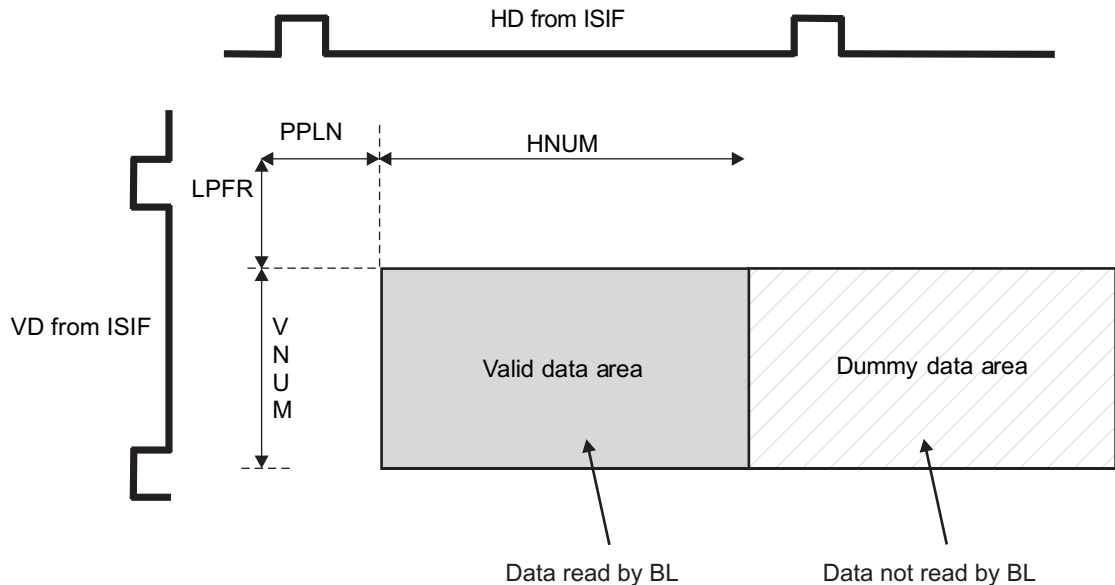 HD from ISIF
PPLN
HNUM
LPFR
VD from ISIF
V
N
U
M
Valid data area
Dummy data area
Data read by BL
Data not read by BL